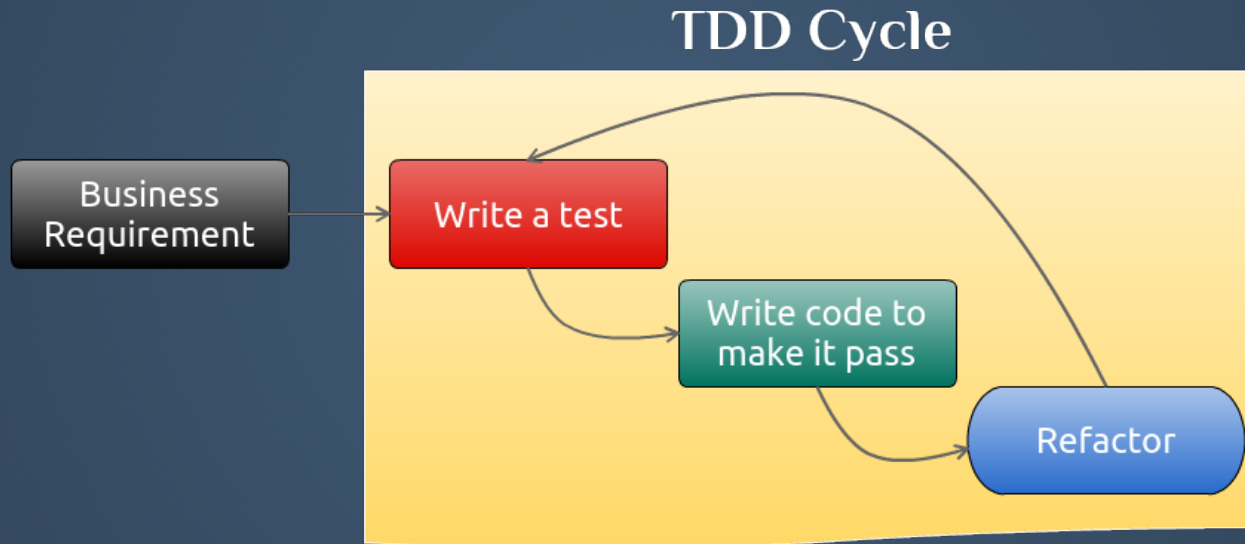 TDD Cycle
Business
Requirement
Write a test
Write code to
make it pass
Refactor